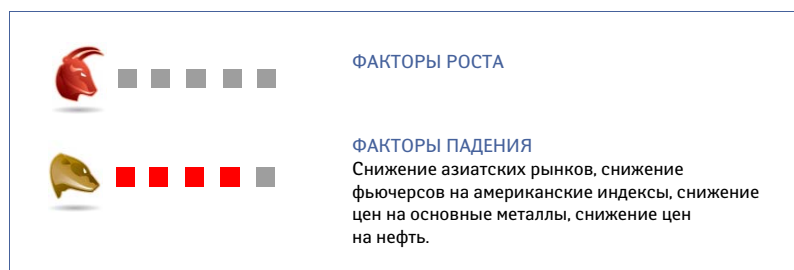 ФАКТОРЫ РОСТА
ФАКТОРЫ ПАДЕНИЯ
Снижение азиатских рынков, снижение
фьючерсов на американские индексы, снижение
цен на основные металлы, снижение цен
на нефть.